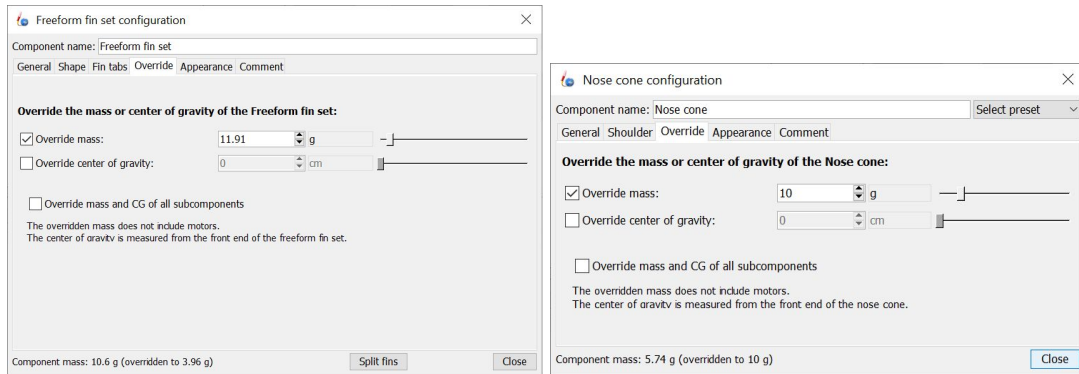 Freeform fin set configuration
Component name: Freeform fin set
General Shape Fin tabs Override Appearance Comment
Override the mass or center of gravity of the Freeform fin set:
Override mass: 11.91 g
Override center of gravity: 0 cm
Override mass and CG of all subcomponents
The overridden mass does not include motors.
The center of gravity is measured from the front end of the freeform fin set.
Component mass: 10.6 g (overridden to 3.96 g) Split fins Close
Nose cone configuration
Component name: Nose cone Select preset
General Shoulder Override Appearance Comment
Override the mass or center of gravity of the Nose cone:
Override mass: 10 g
Override center of gravity: 0 cm
Override mass and CG of all subcomponents
The overridden mass does not include motors.
The center of gravity is measured from the front end of the nose cone.
Component mass: 5.74 g (overridden to 10 g) Close